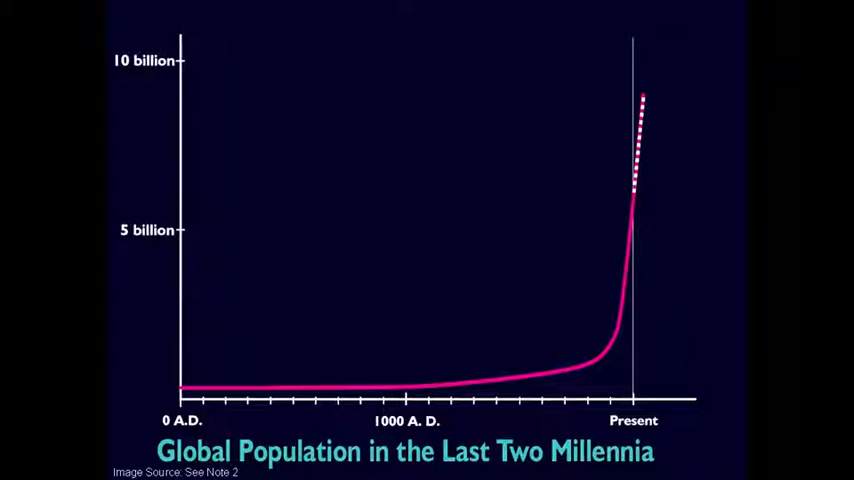 10 billion
5 billion
0 A.D.
1000 A. D.
Present
Global Population in the Last Two Millennia
Image Source: See Note 2